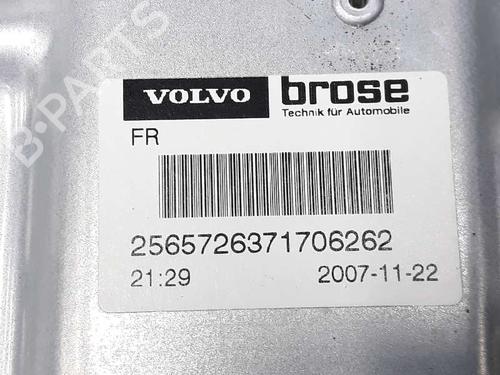 B-PARTS
VOLVO brose
Technik für Automobile
FR
2565726371706262
21:29 2007-11-22